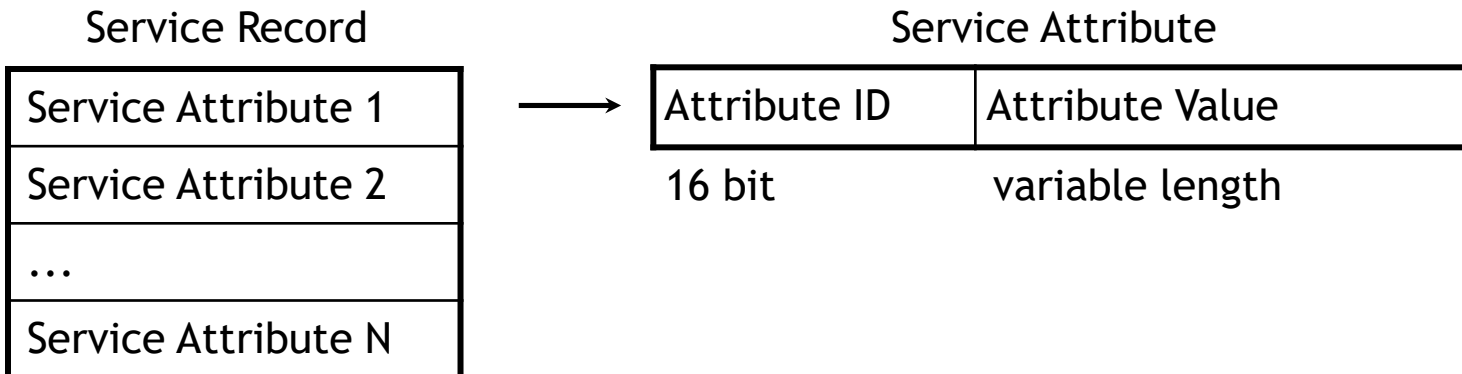 Service Record
Service Attribute 1
Service Attribute 2
...
Service Attribute N
Service Attribute
Attribute ID Attribute Value
16 bit variable length